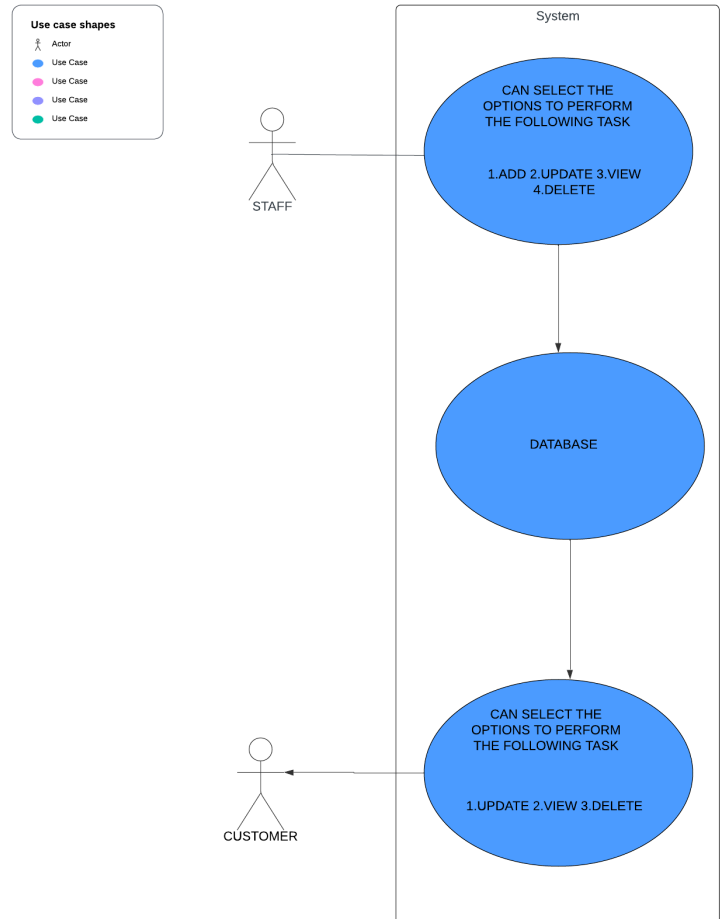 Use case shapes
Actor
Use Case
Use Case
Use Case
Use Case
System
CAN SELECT THE
OPTIONS TO PERFORM
THE FOLLOWING TASK
1.ADD 2.UPDATE 3.VIEW
4.DELETE
STAFF
DATABASE
CAN SELECT THE
OPTIONS TO PERFORM
THE FOLLOWING TASK
1.UPDATE 2.VIEW 3.DELETE
CUSTOMER